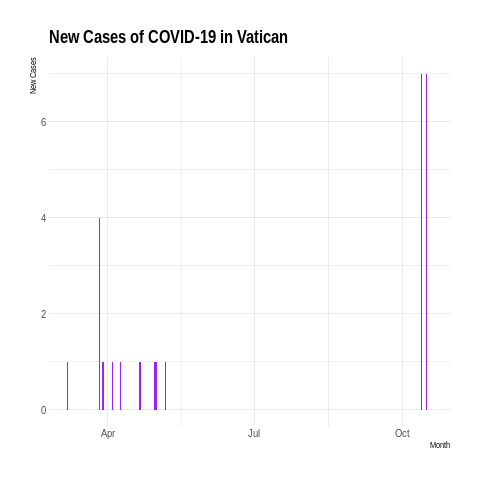 New Cases of COVID-19 in Vatican
New Cases
6
4
2
0
Apr Jul Oct
Month